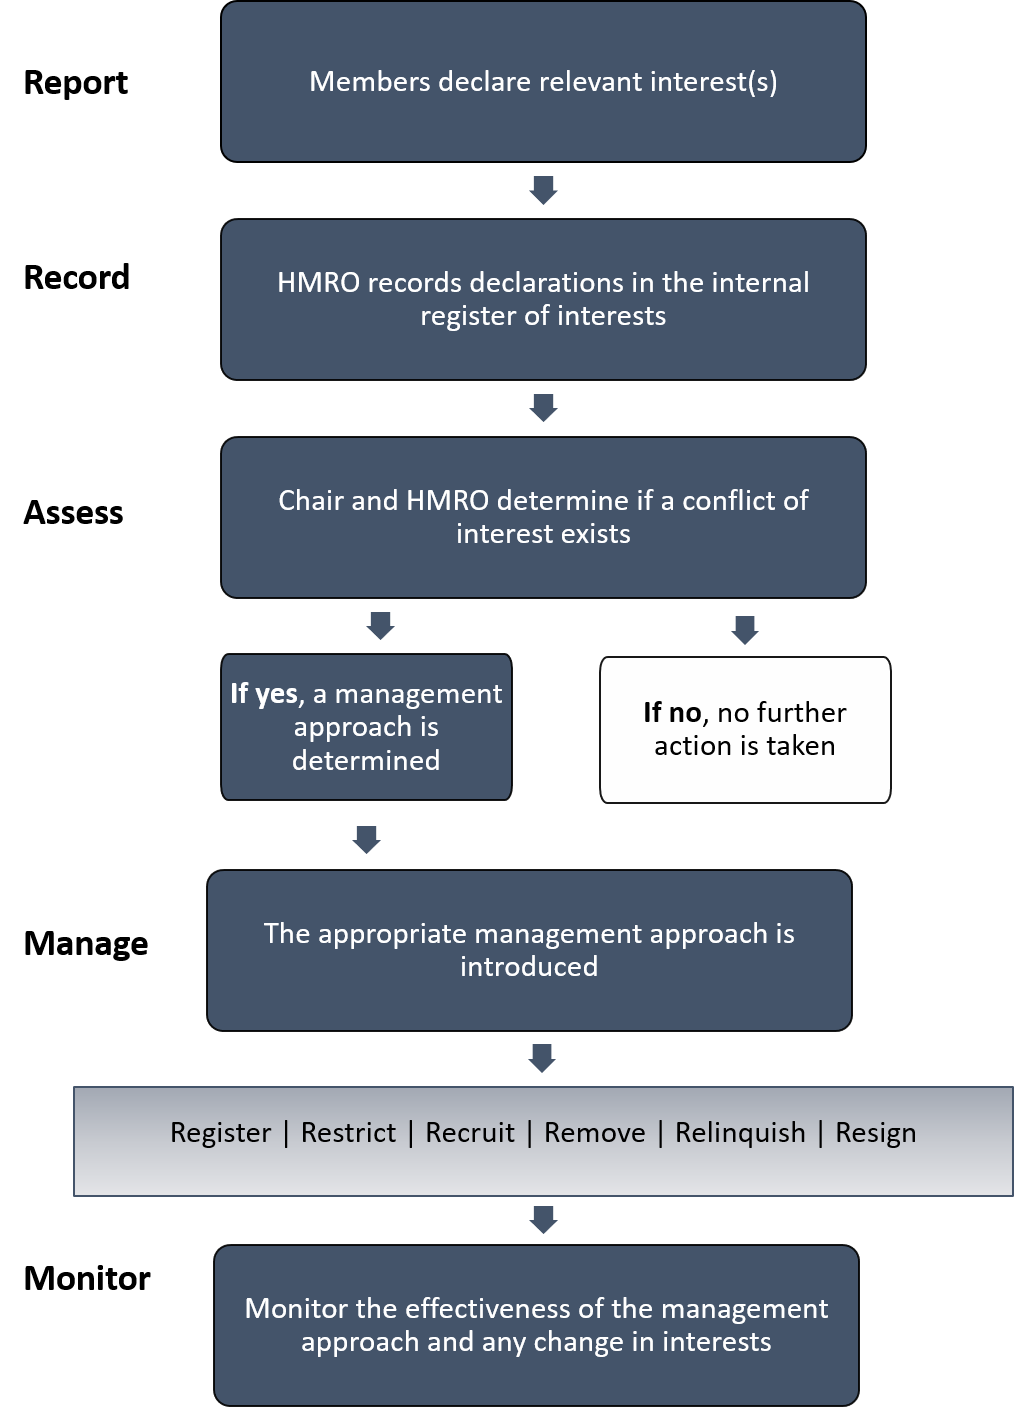 Report
Members declare relevant interest(s)
Record
HMRO records declarations in the internal
register of interests
Assess
Chair and HMRO determine if a conflict of
interest exists
If yes, a management
approach is
determined
If no, no further
action is taken
Manage
The appropriate management approach is
introduced
Register | Restrict | Recruit | Remove | Relinquish | Resign
Monitor
Monitor the effectiveness of the management
approach and any change in interests